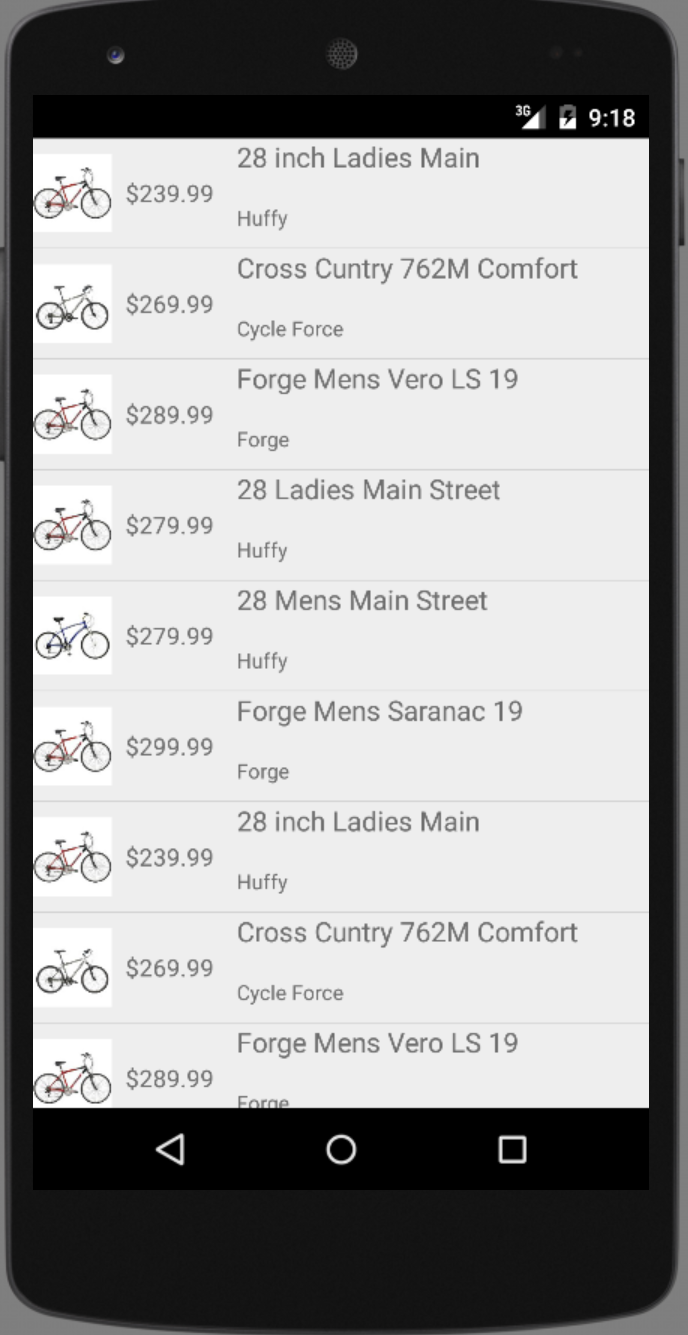 3G 9:18
28 inch Ladies Main
$239.99
Huffy
Cross Cuntry 762M Comfort
$269.99
Cycle Force
Forge Mens Vero LS 19
$289.99
Forge
28 Ladies Main Street
$279.99
Huffy
28 Mens Main Street
$279.99
Huffy
Forge Mens Saranac 19
$299.99
Forge
28 inch Ladies Main
$239.99
Huffy
Cross Cuntry 762M Comfort
$269.99
Cycle Force
Forge Mens Vero LS 19
$289.99
Forge